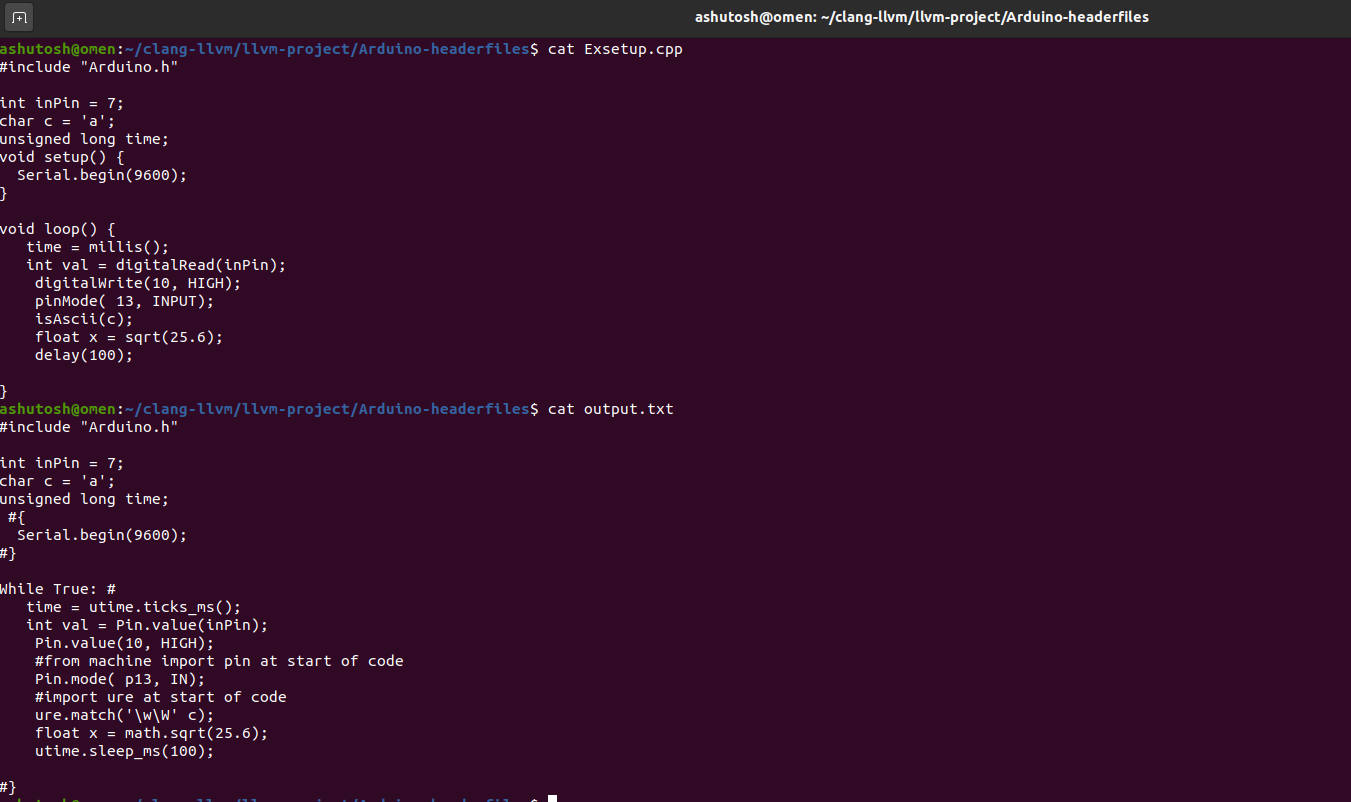 ashutosh@omen: ~/clang-llvm/llvm-project/Arduino-headerfiles
ashutosh@omen:~/clang-llvm/llvm-project/Arduino-headerfiles$ cat Exsetup.cpp
#include "Arduino.h"

int inPin = 7;
char c = 'a';
unsigned long time;
void setup() {
  Serial.begin(9600);
}

void loop() {
   time = millis();
   int val = digitalRead(inPin);
    digitalWrite(10, HIGH);
    pinMode( 13, INPUT);
    isAscii(c);
    float x = sqrt(25.6);
    delay(100);

}
ashutosh@omen:~/clang-llvm/llvm-project/Arduino-headerfiles$ cat output.txt
#include "Arduino.h"

int inPin = 7;
char c = 'a';
unsigned long time;
 #{
  Serial.begin(9600);
#}

While True: #
   time = utime.ticks_ms();
   int val = Pin.value(inPin);
    Pin.value(10, HIGH);
    #from machine import pin at start of code
    Pin.mode( p13, IN);
    #import ure at start of code
    ure.match('\w\W' c);
    float x = math.sqrt(25.6);
    utime.sleep_ms(100);

#}